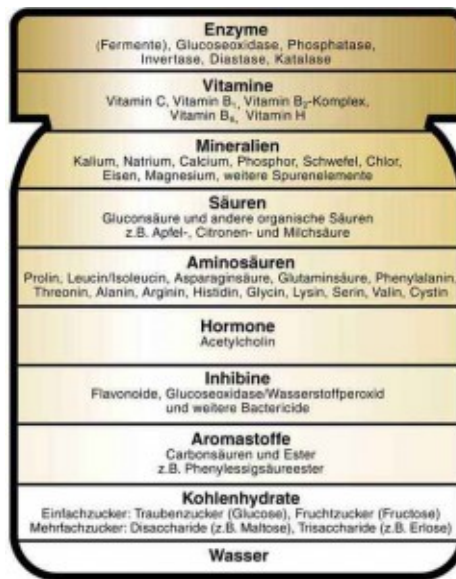 Enzyme
(Fermente), Glucoseoxidase, Phosphatase,
Invertase, Diastase, Katalase
Vitamine
Vitamin C, Vitamin B₁, Vitamin B₂-Komplex,
Vitamin B₆, Vitamin H
Mineralien
Kalium, Natrium, Calcium, Phosphor, Schwefel, Chlor,
Eisen, Magnesium, weitere Spurenelemente
Säuren
Gluconsäure und andere organische Säuren
z.B. Apfel-, Citronen- und Milchsäure
Aminosäuren
Prolin, Leucin/Isoleucin, Asparaginsäure, Glutaminsäure, Phenylalanin,
Threonin, Alanin, Arginin, Histidin, Glycin, Lysin, Serin, Valin, Cystin
Hormone
Acetylcholin
Inhibine
Flavonoide, Glucoseoxidase/Wasserstoffperoxid
und weitere Bactericide
Aromastoffe
Carbonsäuren und Ester
z.B. Phenylessigsäureester
Kohlenhydrate
Einfachzucker: Traubenzucker (Glucose), Fruchtzucker (Fructose)
Mehrfachzucker: Disaccharide (z.B. Maltose), Trisaccharide (z.B. Erlose)
Wasser